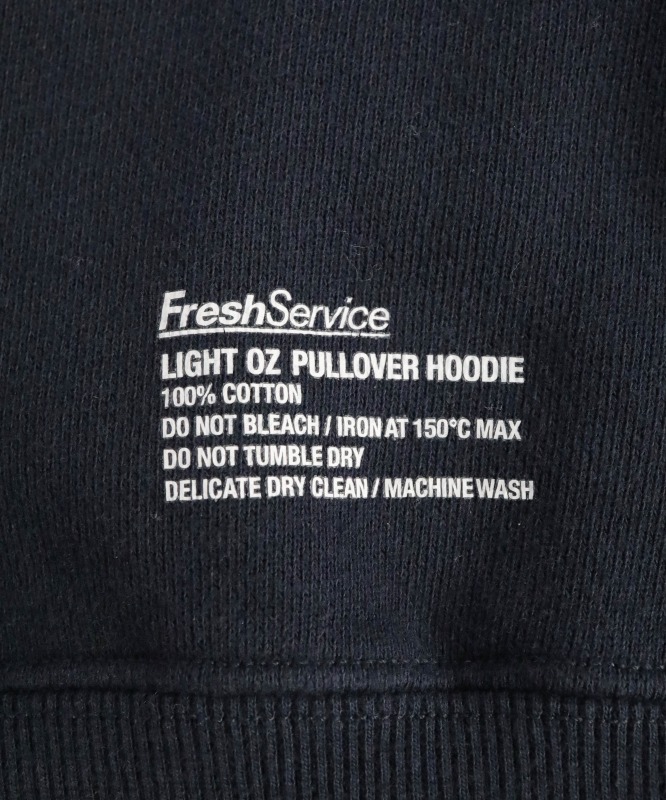 FreshService
LIGHT OZ PULLOVER HOODIE
100% COTTON
DO NOT BLEACH / IRON AT 150°C MAX
DO NOT TUMBLE DRY
DELICATE DRY CLEAN / MACHINE WASH